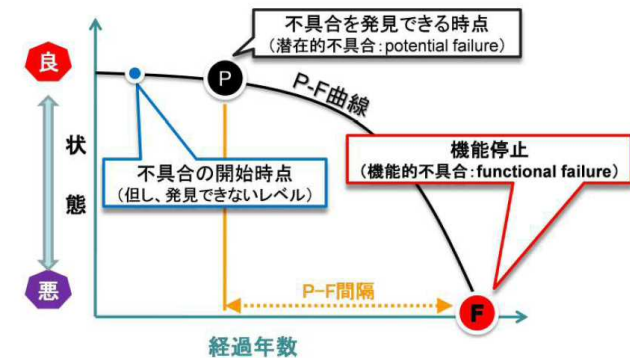 不具合を発見できる時点
（潜在的不具合：potential failure）
良
P
P-F曲線
状
態
不具合の開始時点
（但し、発見できないレベル）
機能停止
（機能的不具合：functional failure）
悪
P-F間隔
F
経過年数